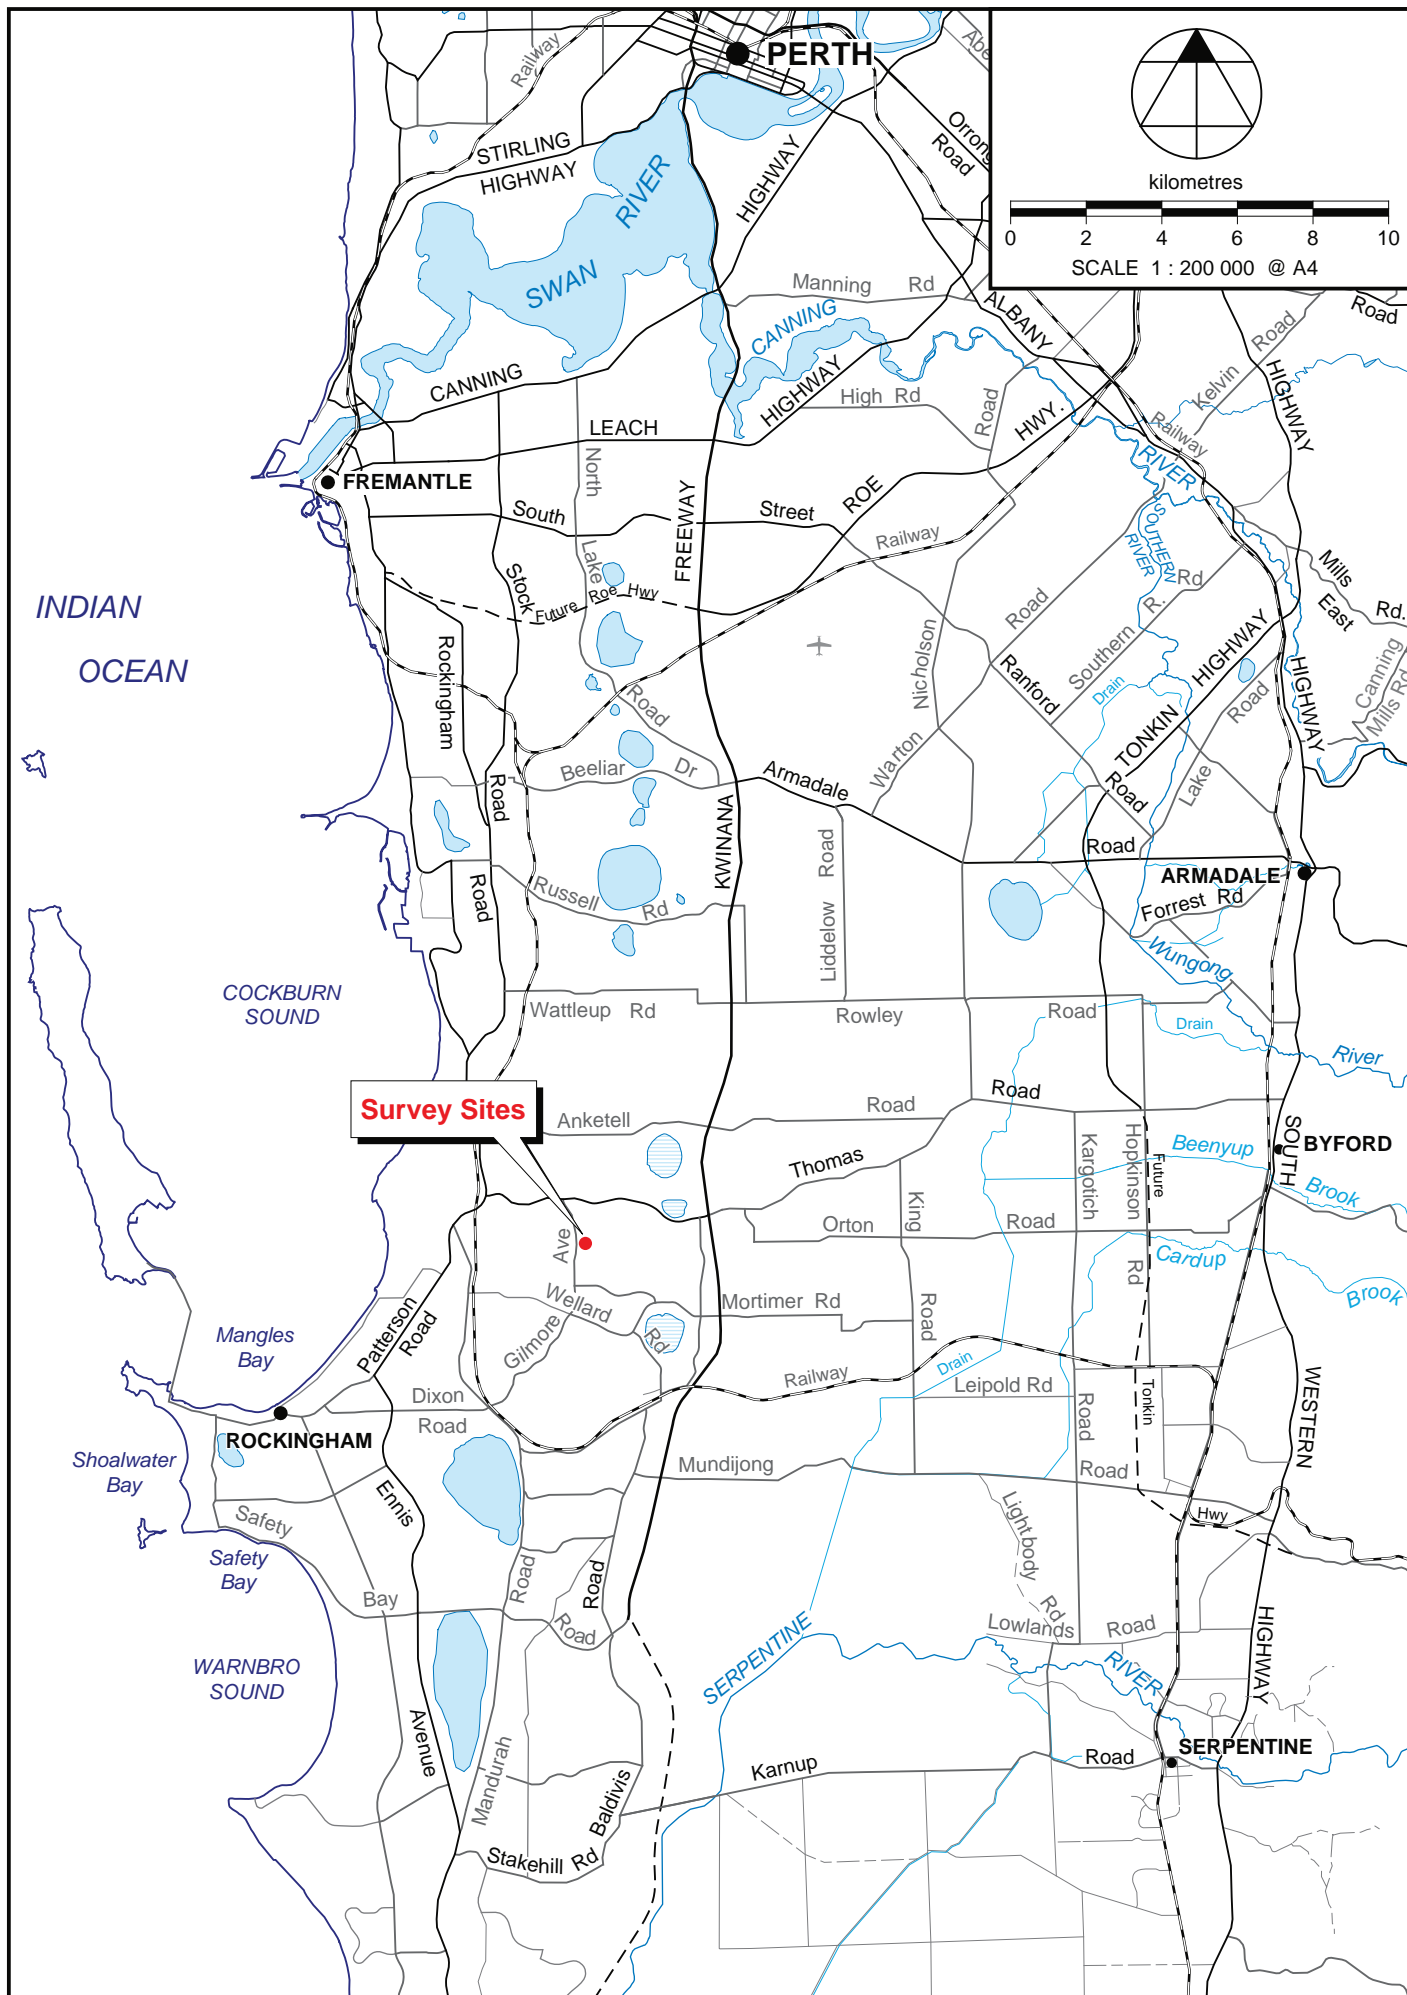 PERTH
Railway
STIRLING
HIGHWAY
RIVER
SWAN
HIGHWAY
Orrong
Road
kilometres
0 2 4 6 8 10
SCALE 1 : 200 000 @ A4
Manning Rd
CANNING
ALBANY
Road
Road
Kelvin
HIGHWAY
CANNING
HIGHWAY
High Rd
Road
HWY.
Railway
LEACH
North
RIVER
FREMANTLE
South
Street
ROE
Railway
SOUTHERN
RIVER
FREEWAY
Lake
Stock
Future Roe Hwy
Mills
East
Rd.
Rd
Southern R.
Road
INDIAN
OCEAN
Rockingham
Nicholson
Ranford
Drain
HIGHWAY
TONKIN
Road
HIGHWAY
Canning
Mills Rd
Road
Beeliar Dr
Armadale
Warton
Road
Lake
Road
KWINANA
Road
Liddelow
Road
ARMADALE
Forrest Rd
Road
Russell Rd
Wungong
COCKBURN
SOUND
Wattleup Rd
Rowley
Road
Drain
River
Survey Sites
Anketell
Road
Road
Thomas
Kargotich
Hopkinson
Future
Beenyup
SOUTH
BYFORD
Brook
King
Orton
Road
Ave
Rd
Cardup
Brook
Wellard
Rd
Mortimer Rd
Road
Patterson
Road
Gilmore
Mangles
Bay
Drain
Railway
Leipold Rd
Tonkin
WESTERN
Dixon
Road
Road
ROCKINGHAM
Shoalwater
Bay
Mundijong
Road
Ennis
Lightbody
Rd
Hwy
Safety
Safety
Bay
Bay
Road
Road
Road
Lowlands
Road
SERPENTINE
RIVER
HIGHWAY
WARNBRO
SOUND
Avenue
Mandurah
Karnup
Road
SERPENTINE
Baldivis
Stakehill Rd